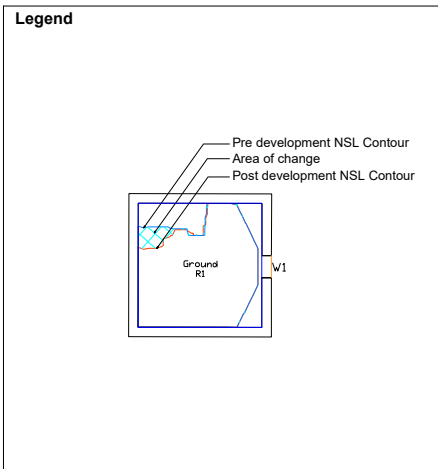 Legend
Pre development NSL Contour
Area of change
Post development NSL Contour
Ground
R1
W1